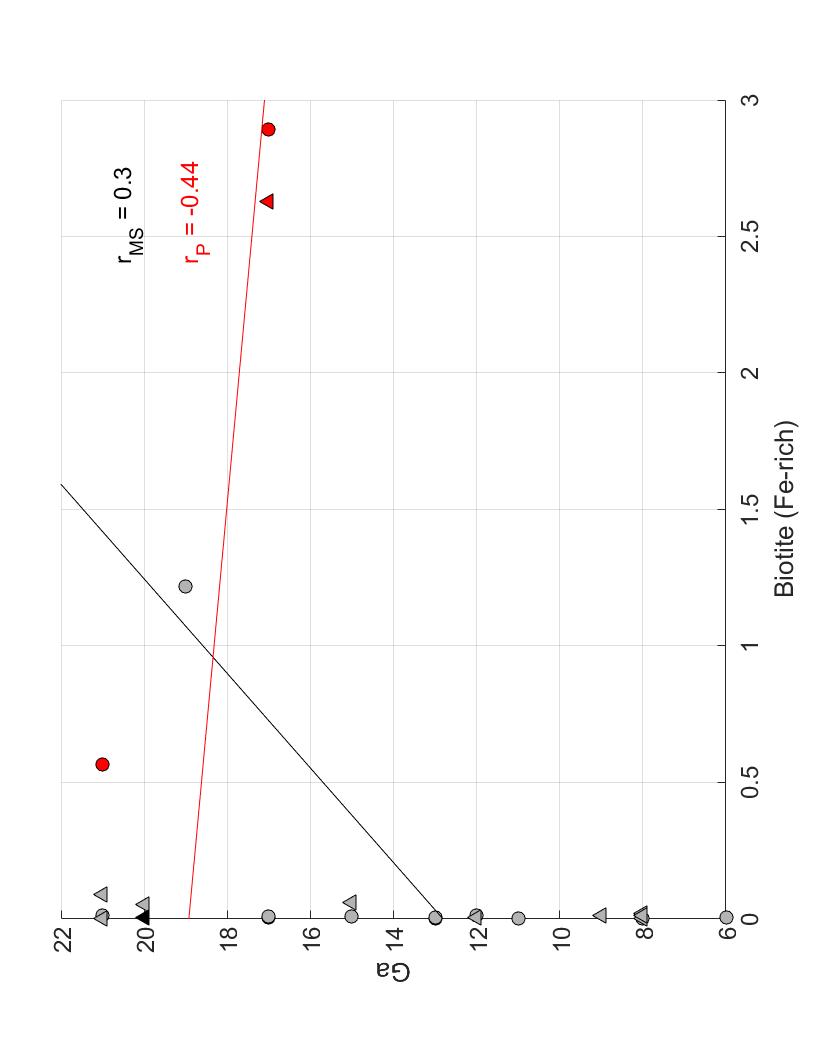 22
20
18
16
14
12
10
8
6
Ga
r_MS = 0.3
r_P = -0.44
0 0.5 1 1.5 2 2.5 3
Biotite (Fe-rich)